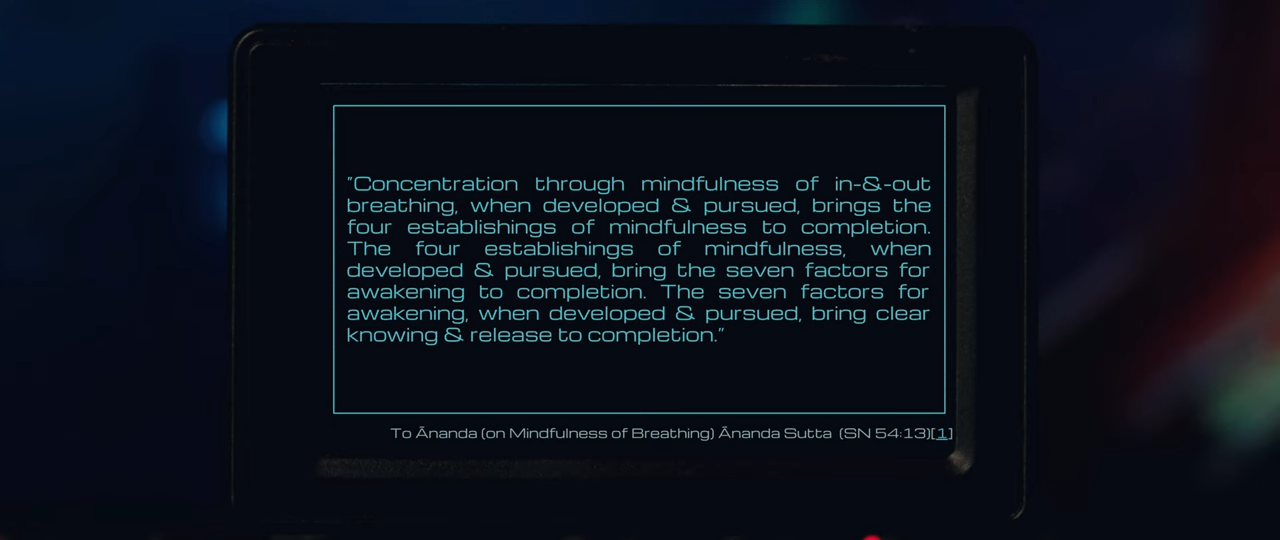 "Concentration through mindfulness of in-&-out
breathing, when developed & pursued, brings the
four establishings of mindfulness to completion.
The four establishings of mindfulness, when
developed & pursued, bring the seven factors for
awakening to completion. The seven factors for
awakening, when developed & pursued, bring clear
knowing & release to completion."
To Ānanda (on Mindfulness of Breathing) Ānanda Sutta (SN 54:13)[1]